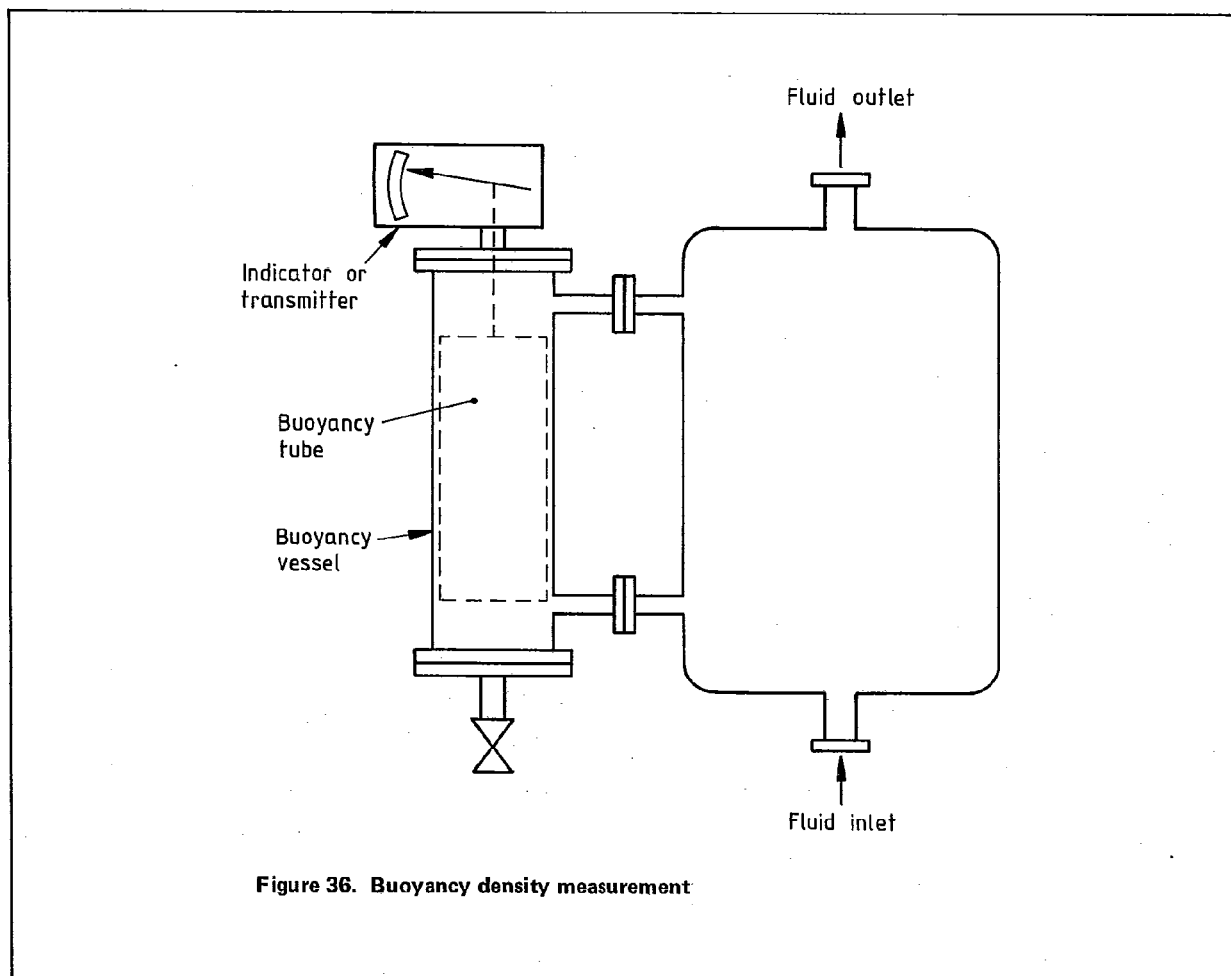 Fluid outlet
Indicator or
transmitter
Buoyancy
tube
Buoyancy
vessel
Fluid inlet
Figure 36. Buoyancy density measurement